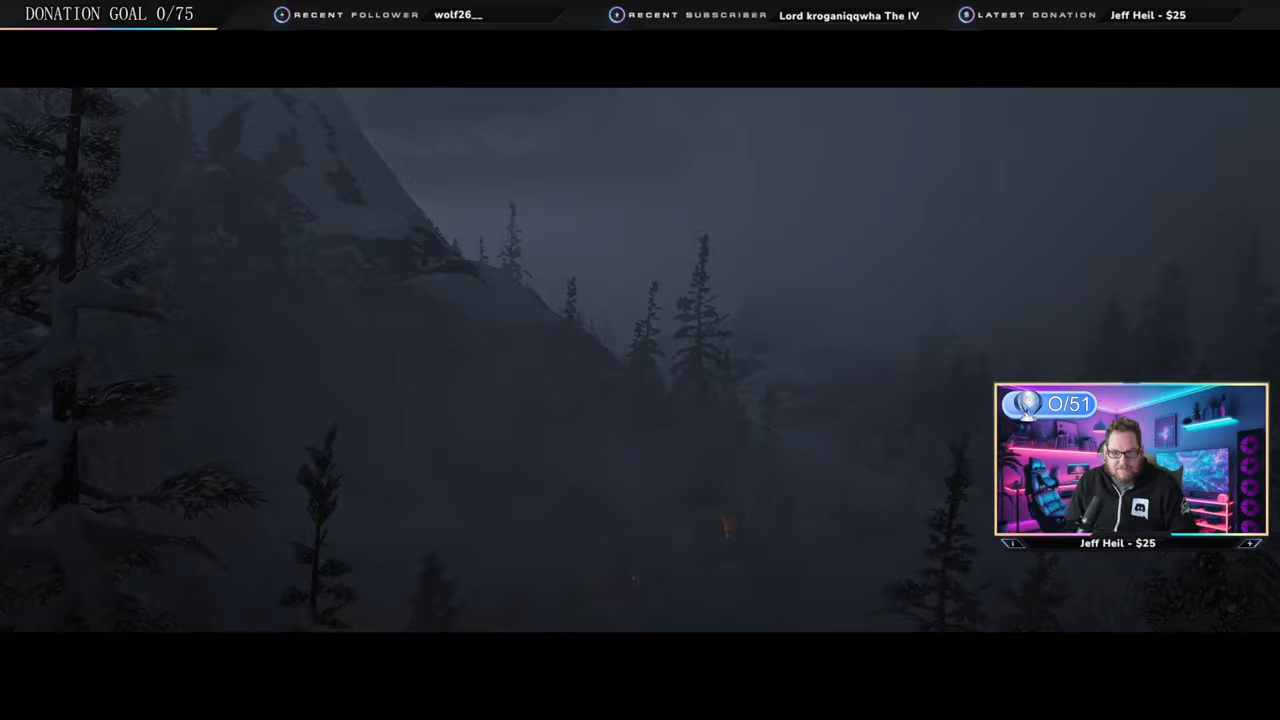 DONATION GOAL 0/75
RECENT FOLLOWER wolf26__
RECENT SUBSCRIBER Lord kroganiqqwha The IV
LATEST DONATION Jeff Heil - $25
0/51
Jeff Heil - $25